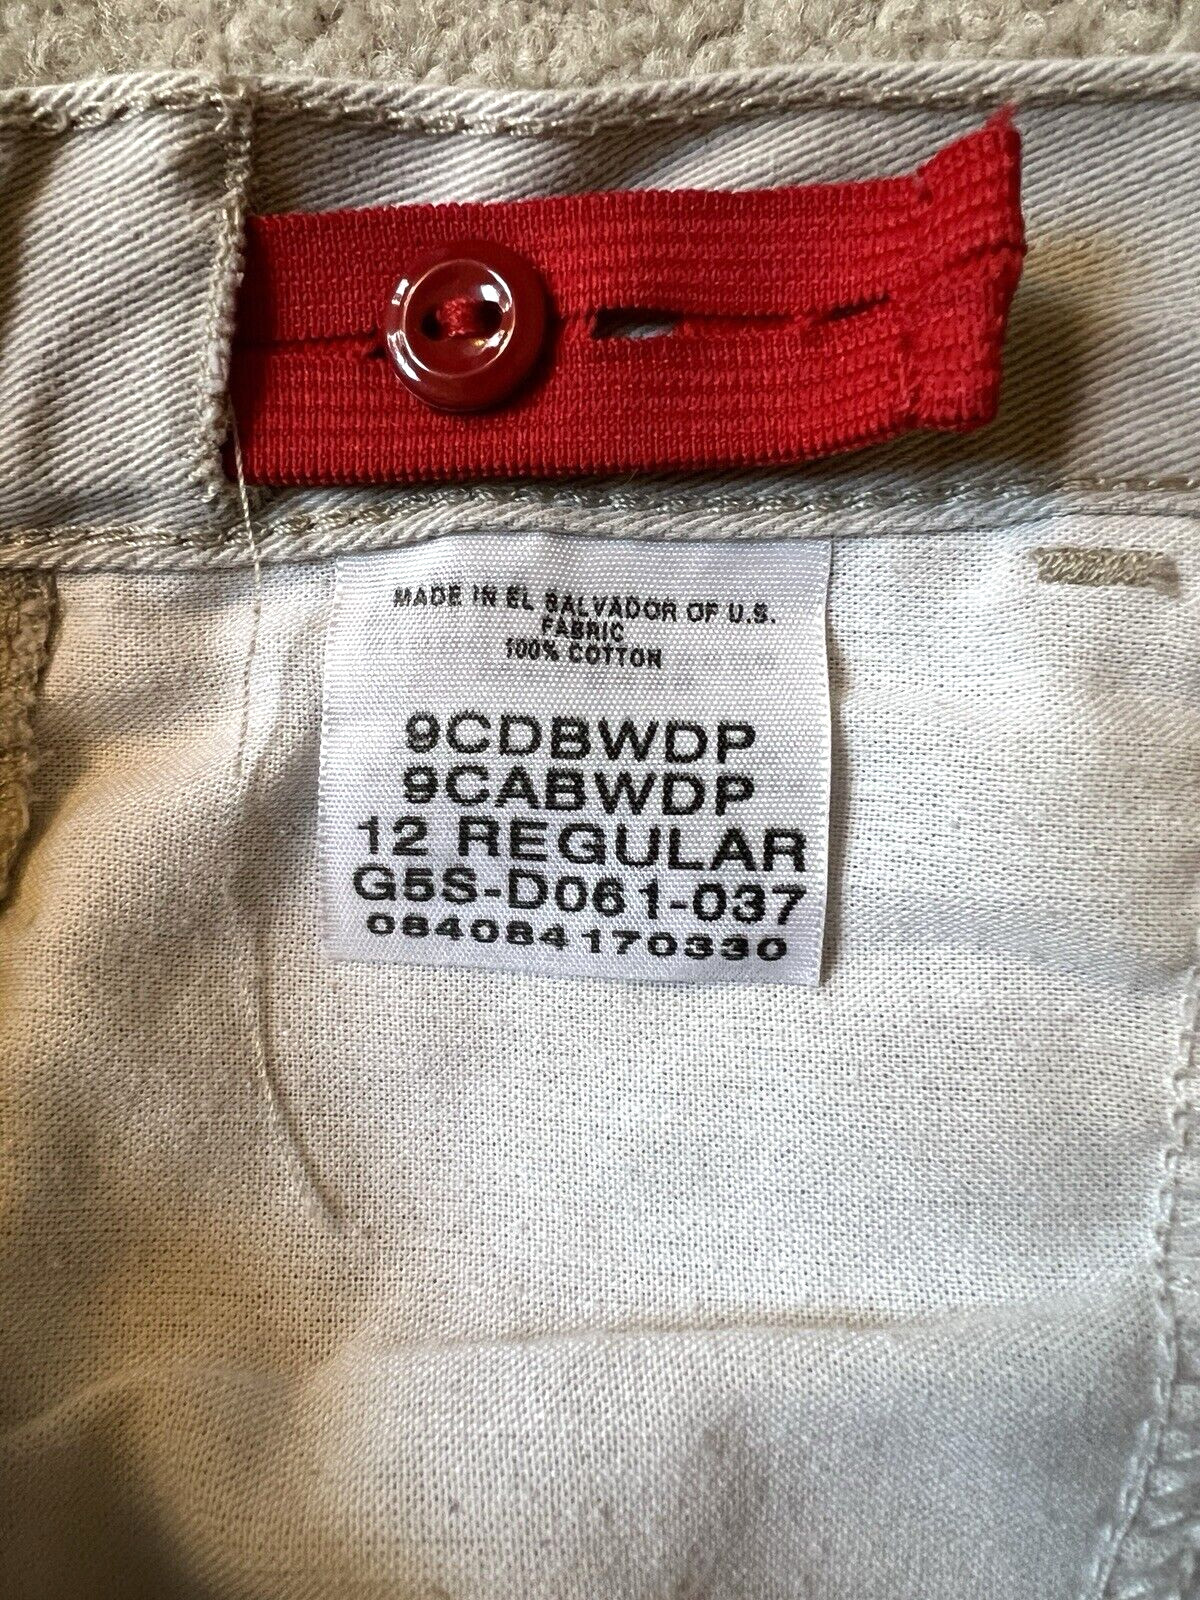 MADE IN EL SALVADOR OF U.S.
FABRIC
100% COTTON
9CDBWDP
9CABWDP
12 REGULAR
G5S-D061-037
084084170330